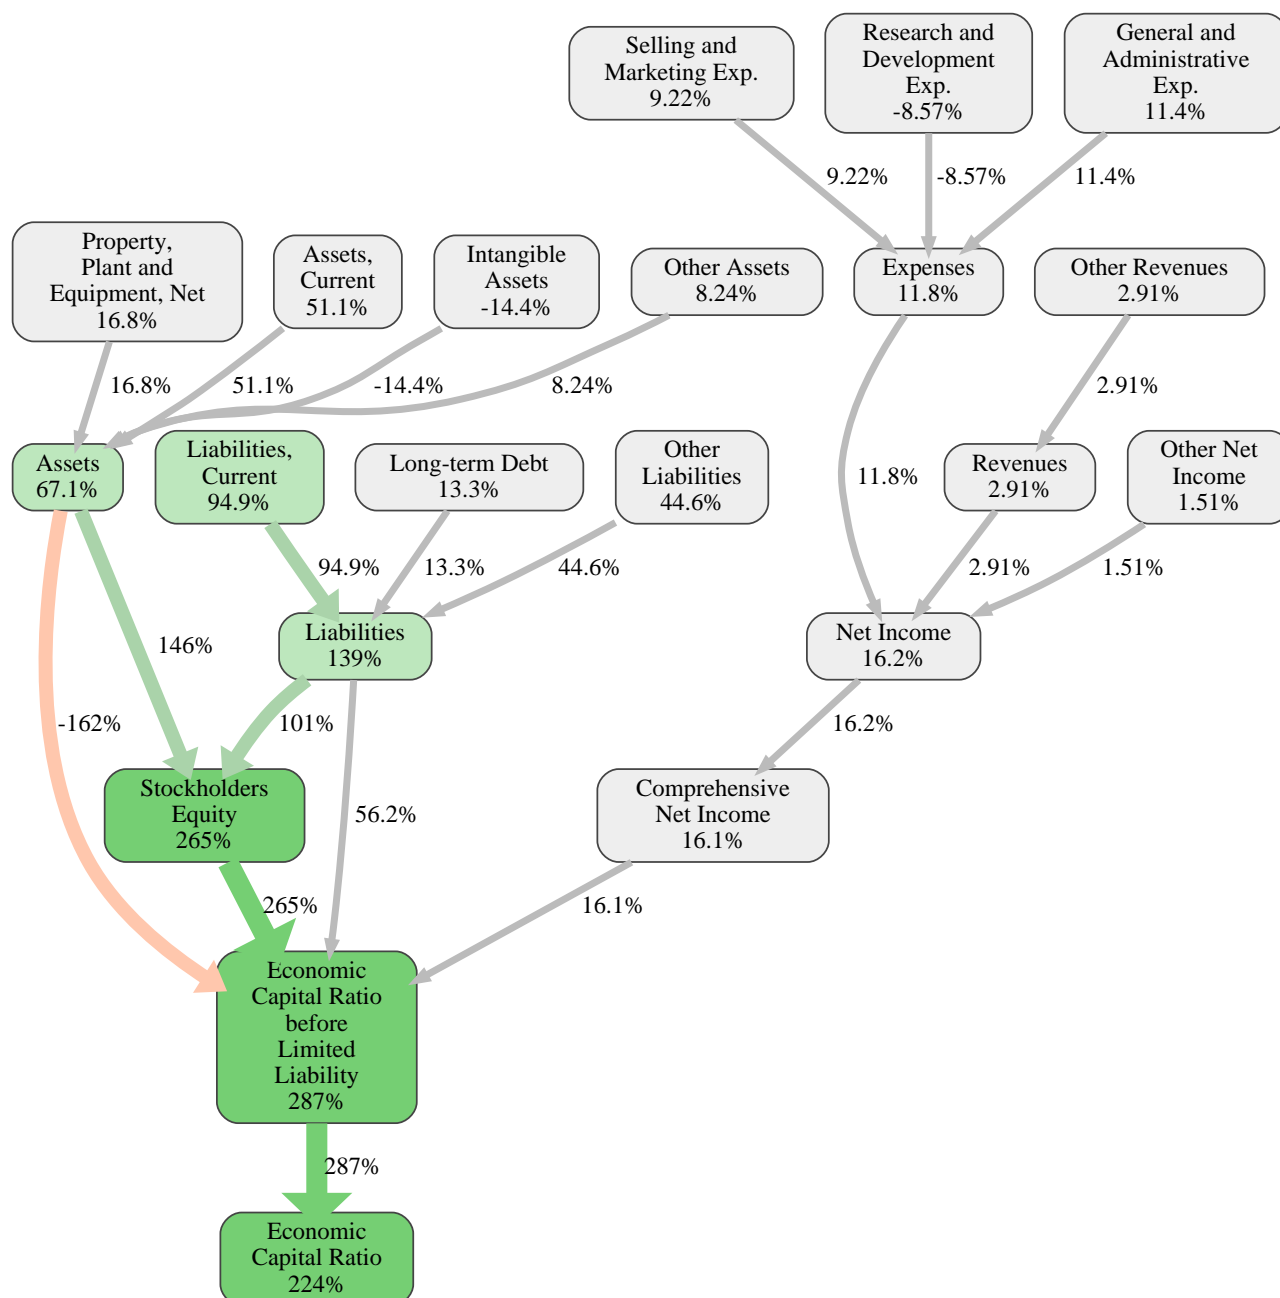 Selling and
Marketing Exp.
9.22%
Research and
Development
Exp.
-8.57%
General and
Administrative
Exp.
11.4%
9.22%
-8.57%
11.4%
Property,
Plant and
Equipment, Net
16.8%
Assets,
Current
51.1%
Intangible
Assets
-14.4%
Other Assets
8.24%
Expenses
11.8%
Other Revenues
2.91%
16.8%
51.1%
-14.4%
8.24%
2.91%
Assets
67.1%
Liabilities,
Current
94.9%
Long-term Debt
13.3%
Other
Liabilities
44.6%
11.8%
Revenues
2.91%
Other Net
Income
1.51%
94.9%
13.3%
44.6%
2.91%
1.51%
Liabilities
139%
Net Income
16.2%
146%
-162%
101%
16.2%
Stockholders
Equity
265%
56.2%
Comprehensive
Net Income
16.1%
265%
16.1%
Economic
Capital Ratio
before
Limited
Liability
287%
287%
Economic
Capital Ratio
224%